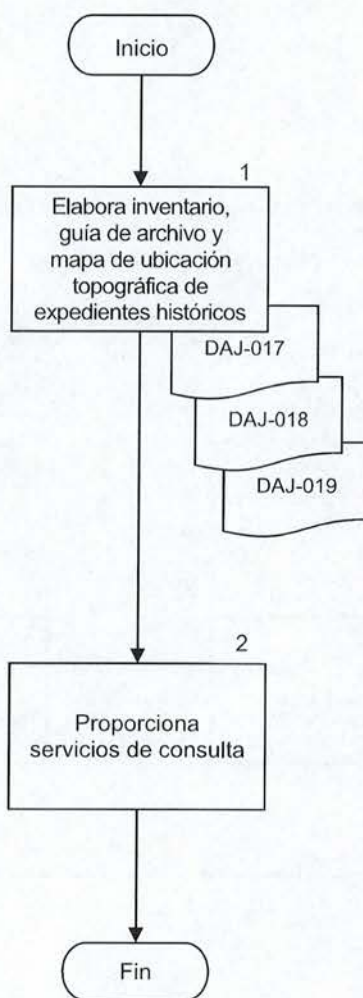 Inicio
1
Elabora inventario,
guía de archivo y
mapa de ubicación
topográfica de
expedientes históricos
DAJ-017
DAJ-018
DAJ-019
2
Proporciona
servicios de consulta
Fin